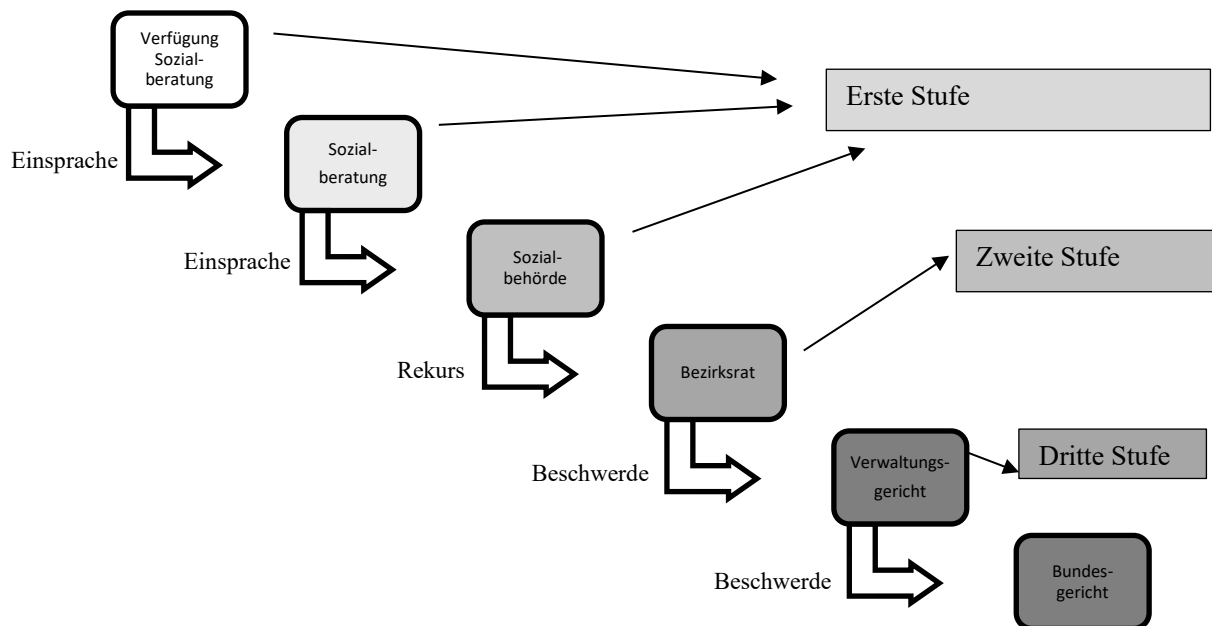 Verfügung
Sozial-
beratung
Erste Stufe
Einsprache
Sozial-
beratung
Einsprache
Sozial-
behörde
Zweite Stufe
Rekurs
Bezirksrat
Beschwerde
Verwaltungs-
gericht
Dritte Stufe
Beschwerde
Bundes-
gericht